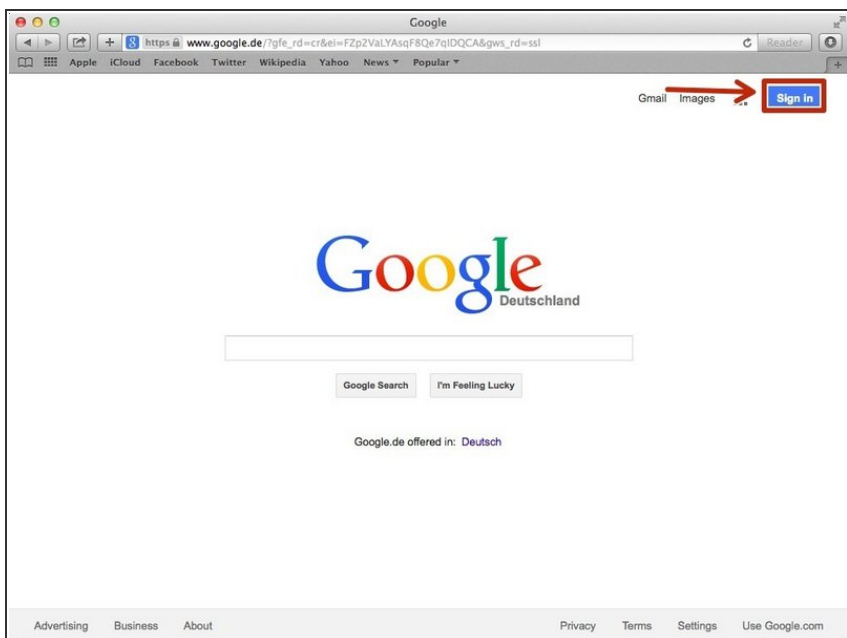 Google
https www.google.de/?gfe_rd=cr&ei=FZp2VaLYAsqF8Qe7qIDQCA&gws_rd=ssl Reader
Apple iCloud Facebook Twitter Wikipedia Yahoo News Popular
Gmail Images Sign in
Google
Deutschland
Google Search I'm Feeling Lucky
Google.de offered in: Deutsch
Advertising Business About Privacy Terms Settings Use Google.com